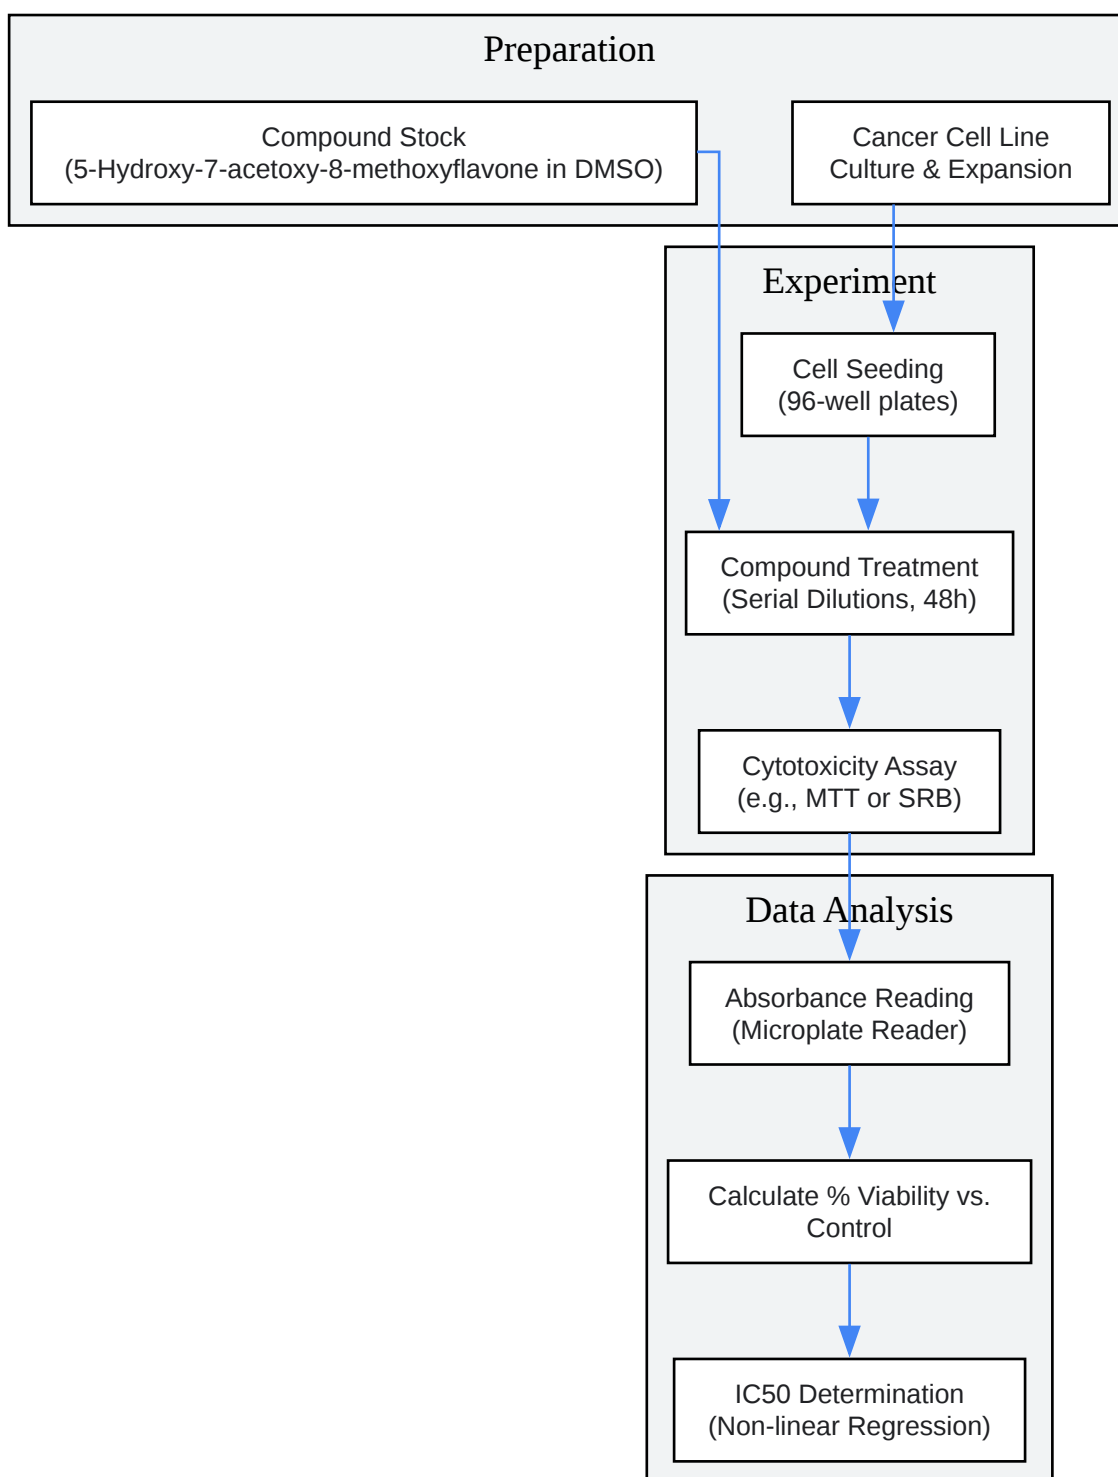 Preparation
Compound Stock
(5-Hydroxy-7-acetoxy-8-methoxyflavone in DMSO)
Cancer Cell Line
Culture & Expansion
Experiment
Cell Seeding
(96-well plates)
Compound Treatment
(Serial Dilutions, 48h)
Cytotoxicity Assay
(e.g., MTT or SRB)
Data Analysis
Absorbance Reading
(Microplate Reader)
Calculate % Viability vs.
Control
IC50 Determination
(Non-linear Regression)